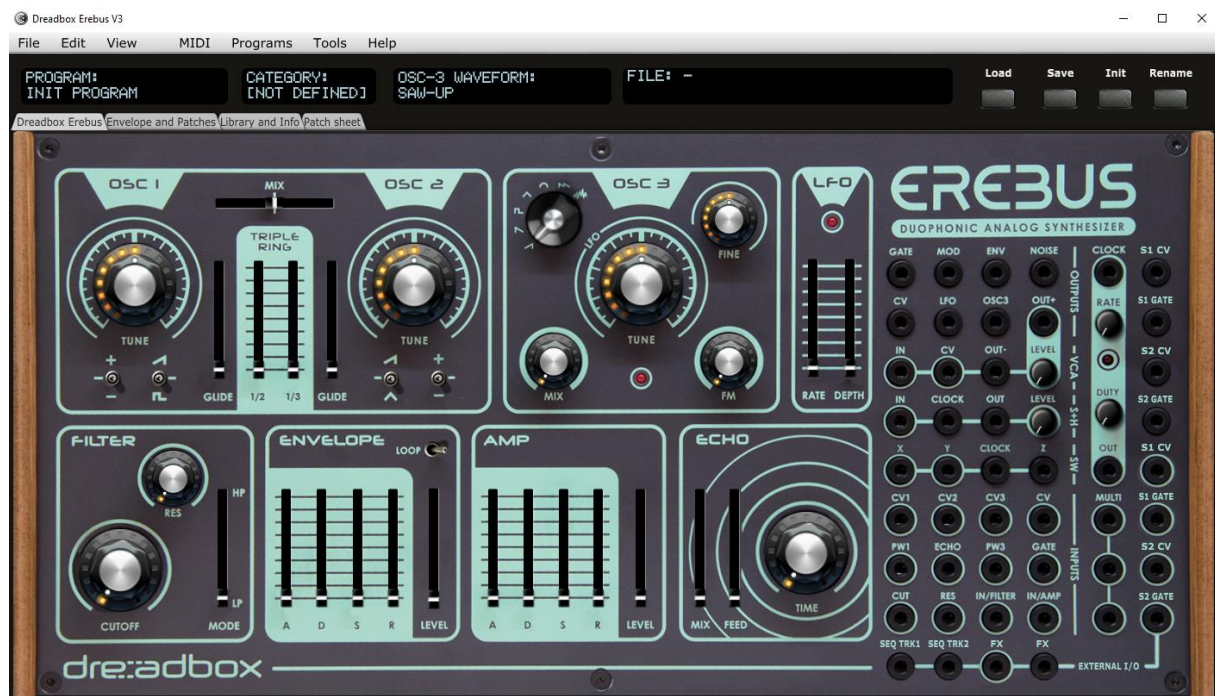 Dreadbox Erebus V3
File Edit View MIDI Programs Tools Help
PROGRAM:
INIT PROGRAM
CATEGORY:
[NOT DEFINED]
OSC-3 WAVEFORM:
SAW-UP
FILE: -
Load Save Init Rename
Dreadbox Erebus Envelope and Patches Library and Info Patch sheet
OSC 1
MIX
OSC 2
TRIPLE
RING
TUNE
TUNE
+
-
-
+
-
-
GLIDE 1/2 1/3 GLIDE
OSC 3
LFO
FINE
TUNE
MIX
FM
LFO
RATE DEPTH
EREBUS
DUOPHONIC ANALOG SYNTHESIZER
GATE MOD ENV NOISE CLOCK S1 CV
OUTPUTS
CV LFO OSC3 OUT+ RATE S1 GATE
IN CV OUT- LEVEL S2 CV
VCA
IN CLOCK OUT LEVEL DUTY S2 GATE
S+H
X Y CLOCK Z OUT S1 CV
SW
CV1 CV2 CV3 CV MULTI S1 GATE
PW1 ECHO PW3 GATE S2 CV
INPUTS
CUT RES IN/FILTER IN/AMP S2 GATE
SEQ TRK1 SEQ TRK2 FX FX
EXTERNAL I/O
FILTER
RES
HP
LP
CUTOFF MODE
ENVELOPE
LOOP
A D S R LEVEL
AMP
A D S R LEVEL
ECHO
MIX FEED TIME
dreadbox